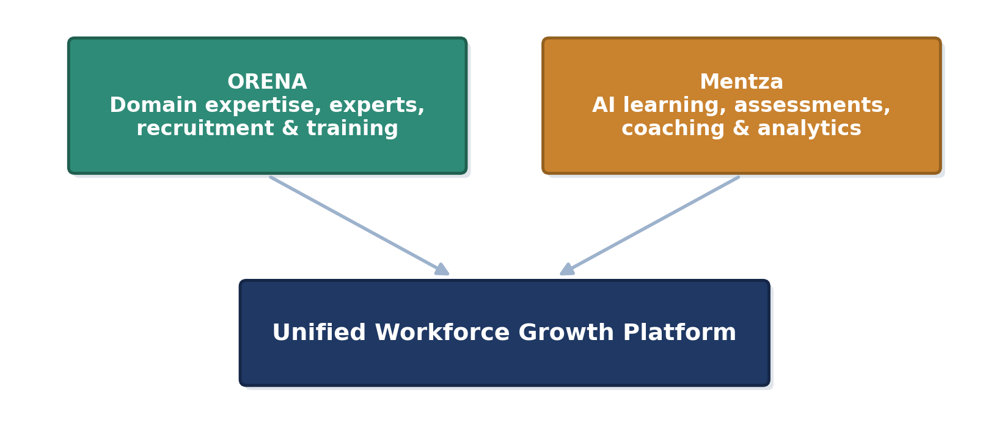 ORENA
Domain expertise, experts,
recruitment & training
Mentza
AI learning, assessments,
coaching & analytics
Unified Workforce Growth Platform